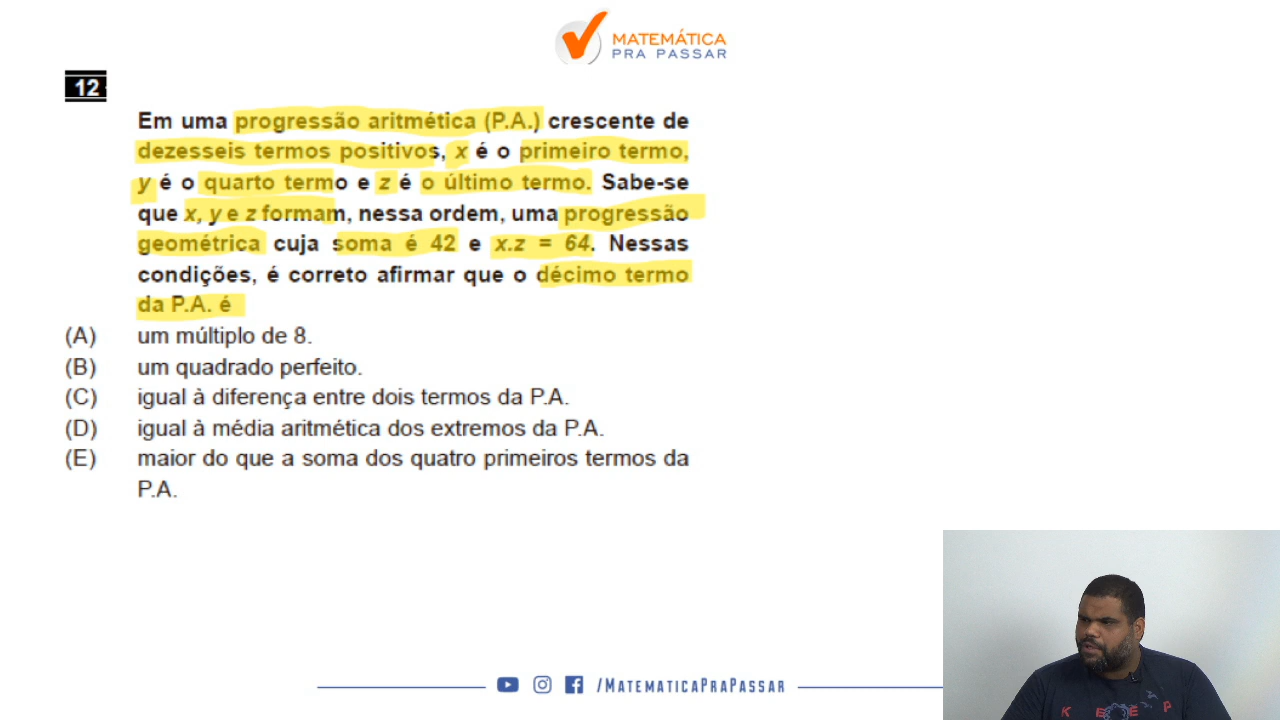 MATEMÁTICA
PRA PASSAR
12
Em uma progressão aritmética (P.A.) crescente de
dezesseis termos positivos, x é o primeiro termo,
y é o quarto termo e z é o último termo. Sabe-se
que x, y e z formam, nessa ordem, uma progressão
geométrica cuja soma é 42 e x.z = 64. Nessas
condições, é correto afirmar que o décimo termo
da P.A. é
(A) um múltiplo de 8.
(B) um quadrado perfeito.
(C) igual à diferença entre dois termos da P.A.
(D) igual à média aritmética dos extremos da P.A.
(E) maior do que a soma dos quatro primeiros termos da
P.A.
KEEP
/MATEMATICAPRAPASSAR